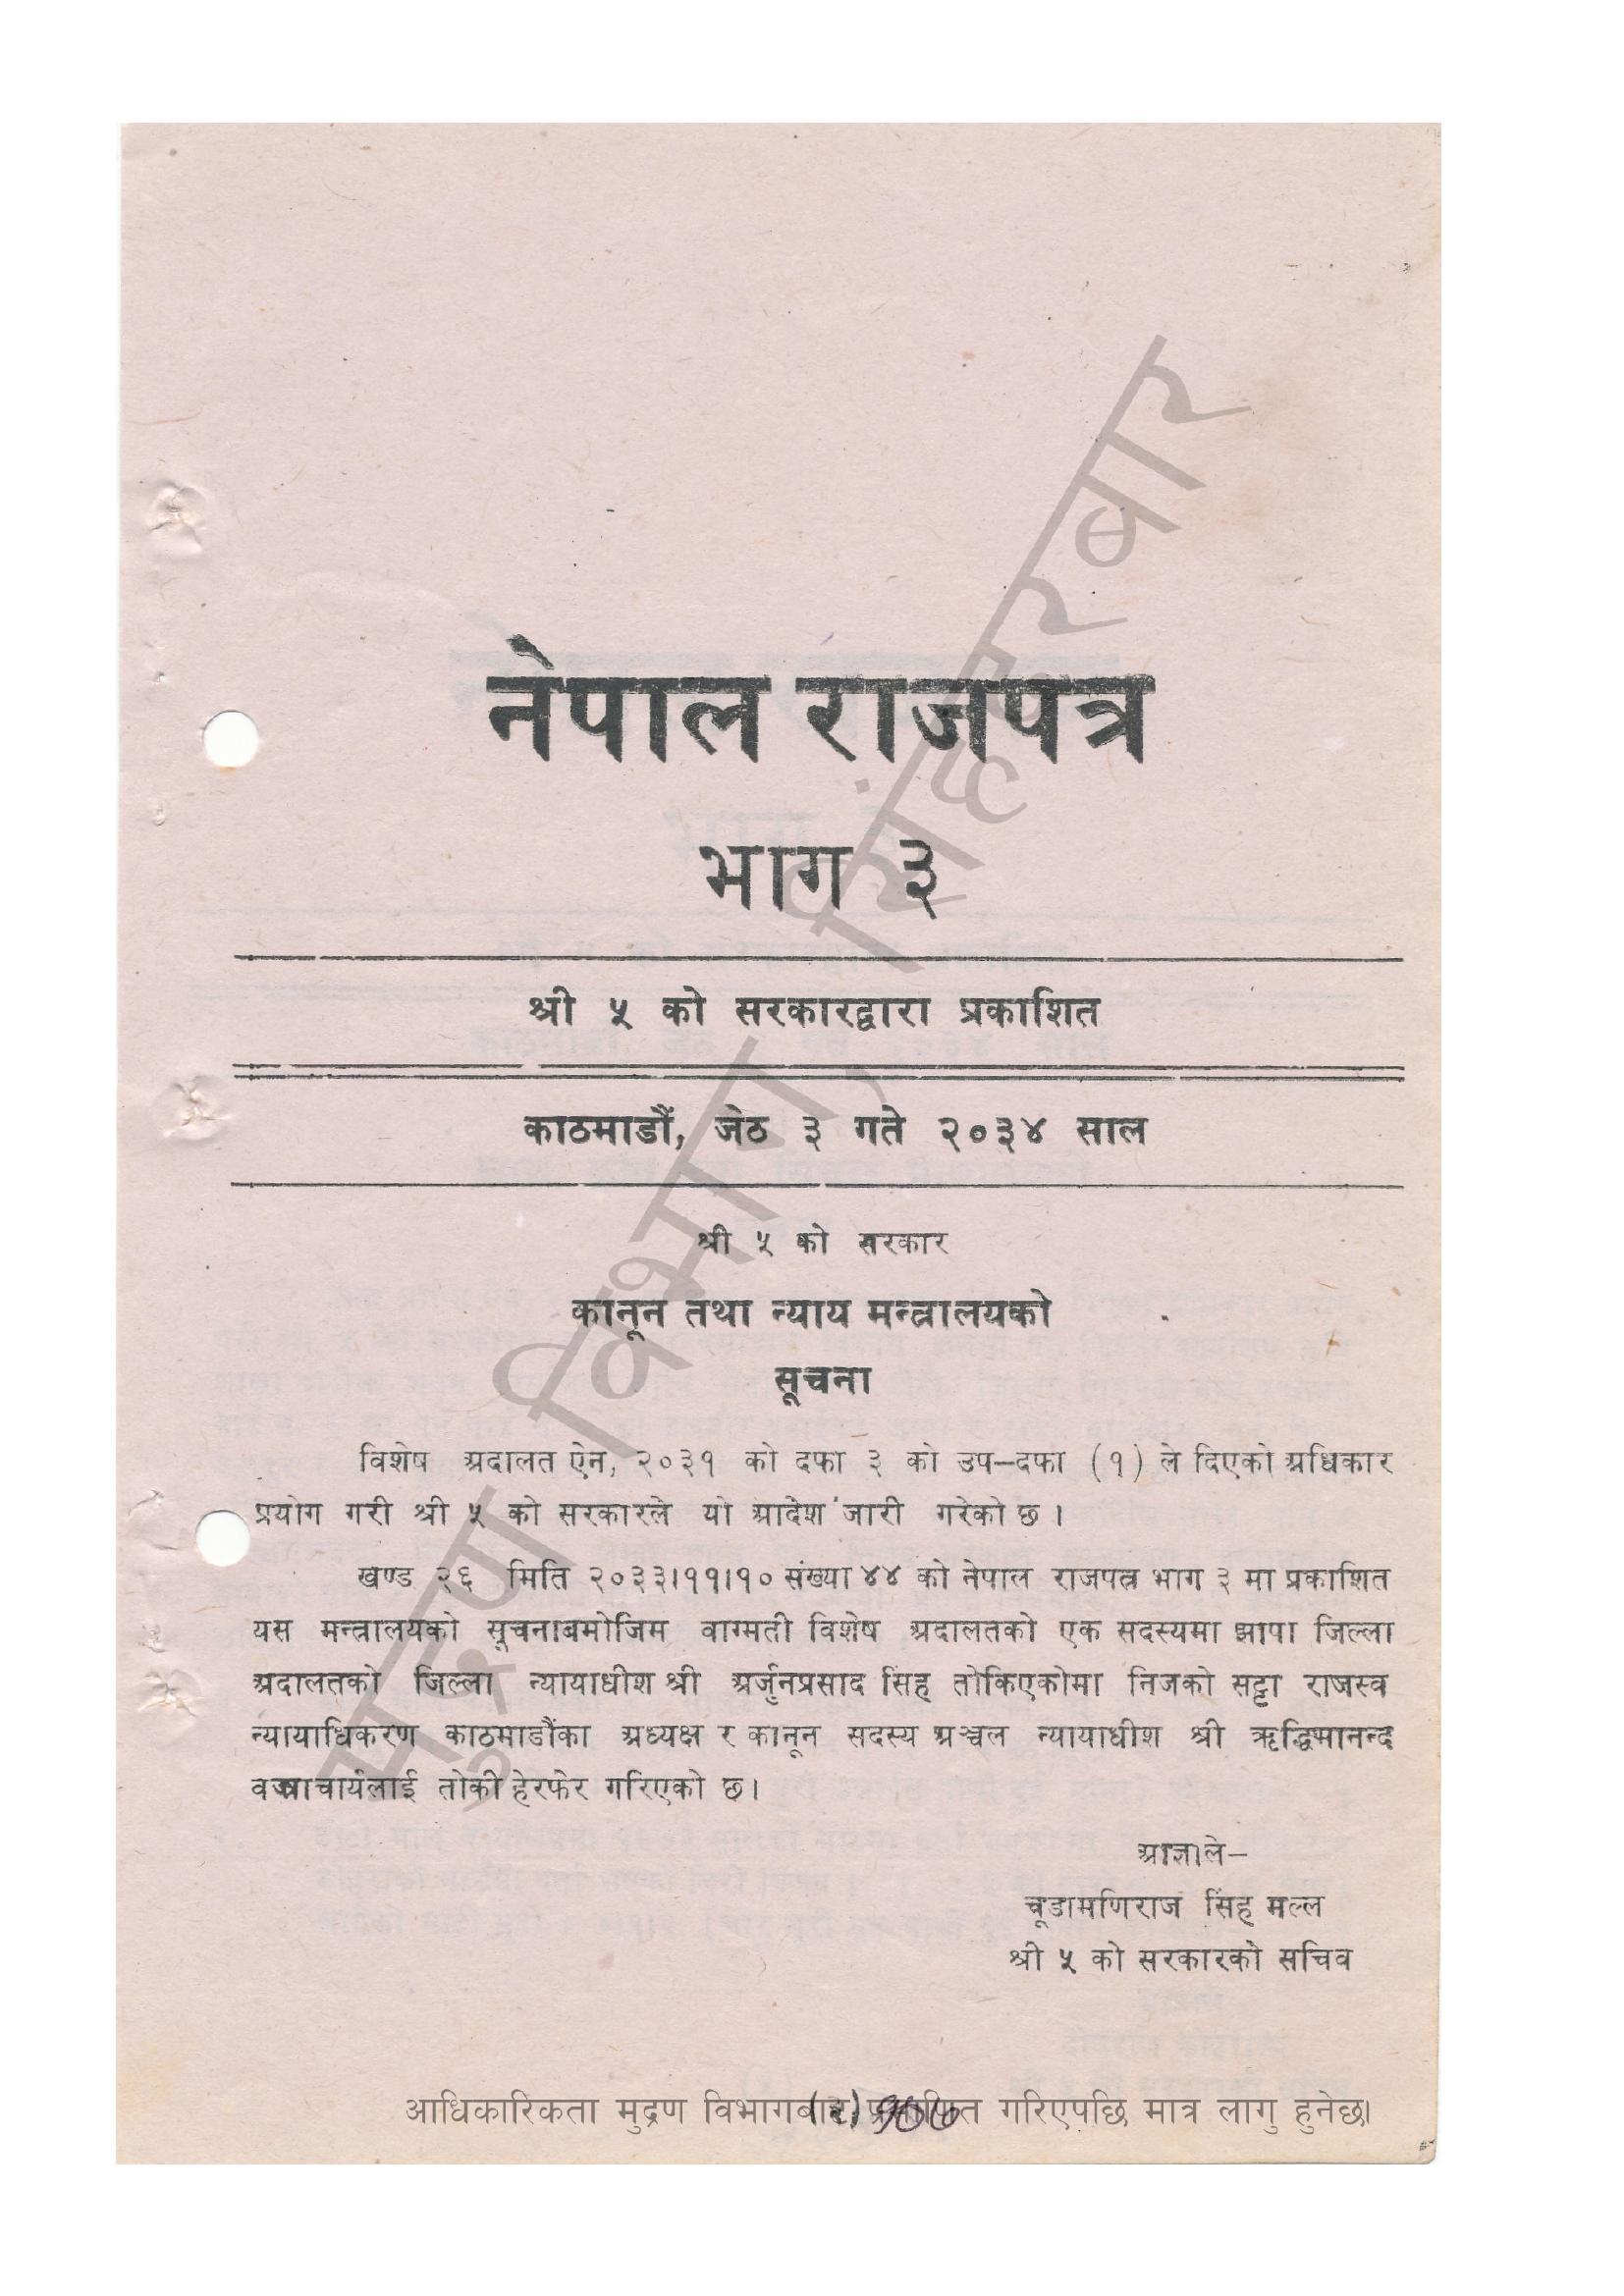 नेपाल राजपत्र
भाग ३
श्री ५ को सरकारद्वारा प्रकाशित
काठमाडौं, जेठ ३ गते २०३४ साल
श्री ५ को सरकार
कानून तथा न्याय मन्त्रालयको
सूचना
विशेष अदालत ऐन, २०३१ को दफा ३ को उप-दफा (१) ले दिएको अधिकार
प्रयोग गरी श्री ५ को सरकारले यो आदेश जारी गरेको छ ।
खण्ड २६ मिति २०३३।११।१० संख्या ४४ को नेपाल राजपत्र भाग ३ मा प्रकाशित
यस मन्त्रालयको सूचनाबमोजिम वाग्मती विशेष अदालतको एक सदस्यमा झापा जिल्ला
अदालतको जिल्ला न्यायाधीश श्री अर्जुनप्रसाद सिंह तोकिएकोमा निजको सट्टा राजस्व
न्यायाधिकरण काठमाडौंका अध्यक्ष र कानून सदस्य अञ्चल न्यायाधीश श्री ऋद्धिभानन्द
वज्राचार्यलाई तोकी हेरफेर गरिएको छ।
आज्ञाले–
चूडामणिराज सिंह मल्ल
श्री ५ को सरकारको सचिव
मुद्रण विभाग, सिंहदरबार
आधिकारिकता मुद्रण विभागबाट प्रमाणित गरिएपछि मात्र लागु हुनेछ।